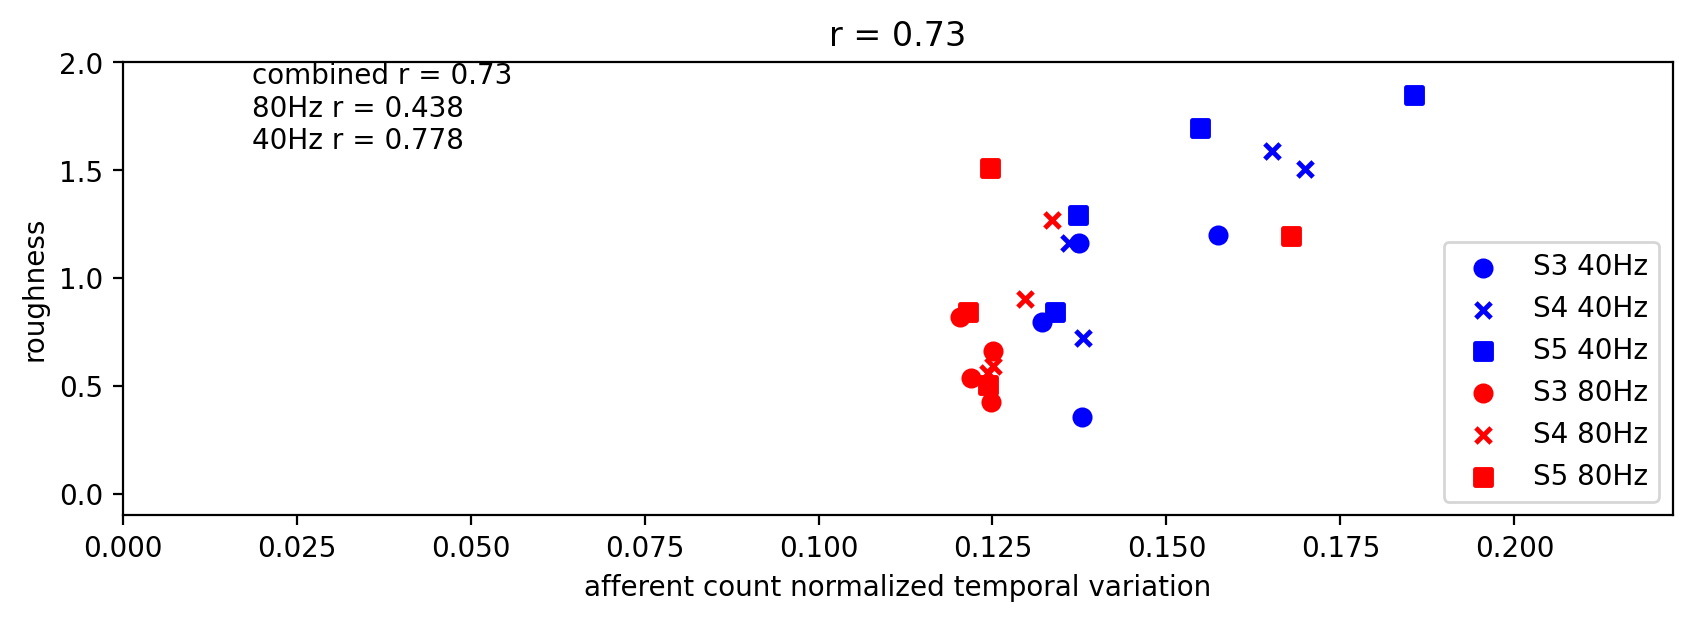 r = 0.73
combined r = 0.73
80Hz r = 0.438
40Hz r = 0.778
roughness
2.0
1.5
1.0
0.5
0.0
S3 40Hz
S4 40Hz
S5 40Hz
S3 80Hz
S4 80Hz
S5 80Hz
0.000 0.025 0.050 0.075 0.100 0.125 0.150 0.175 0.200
afferent count normalized temporal variation